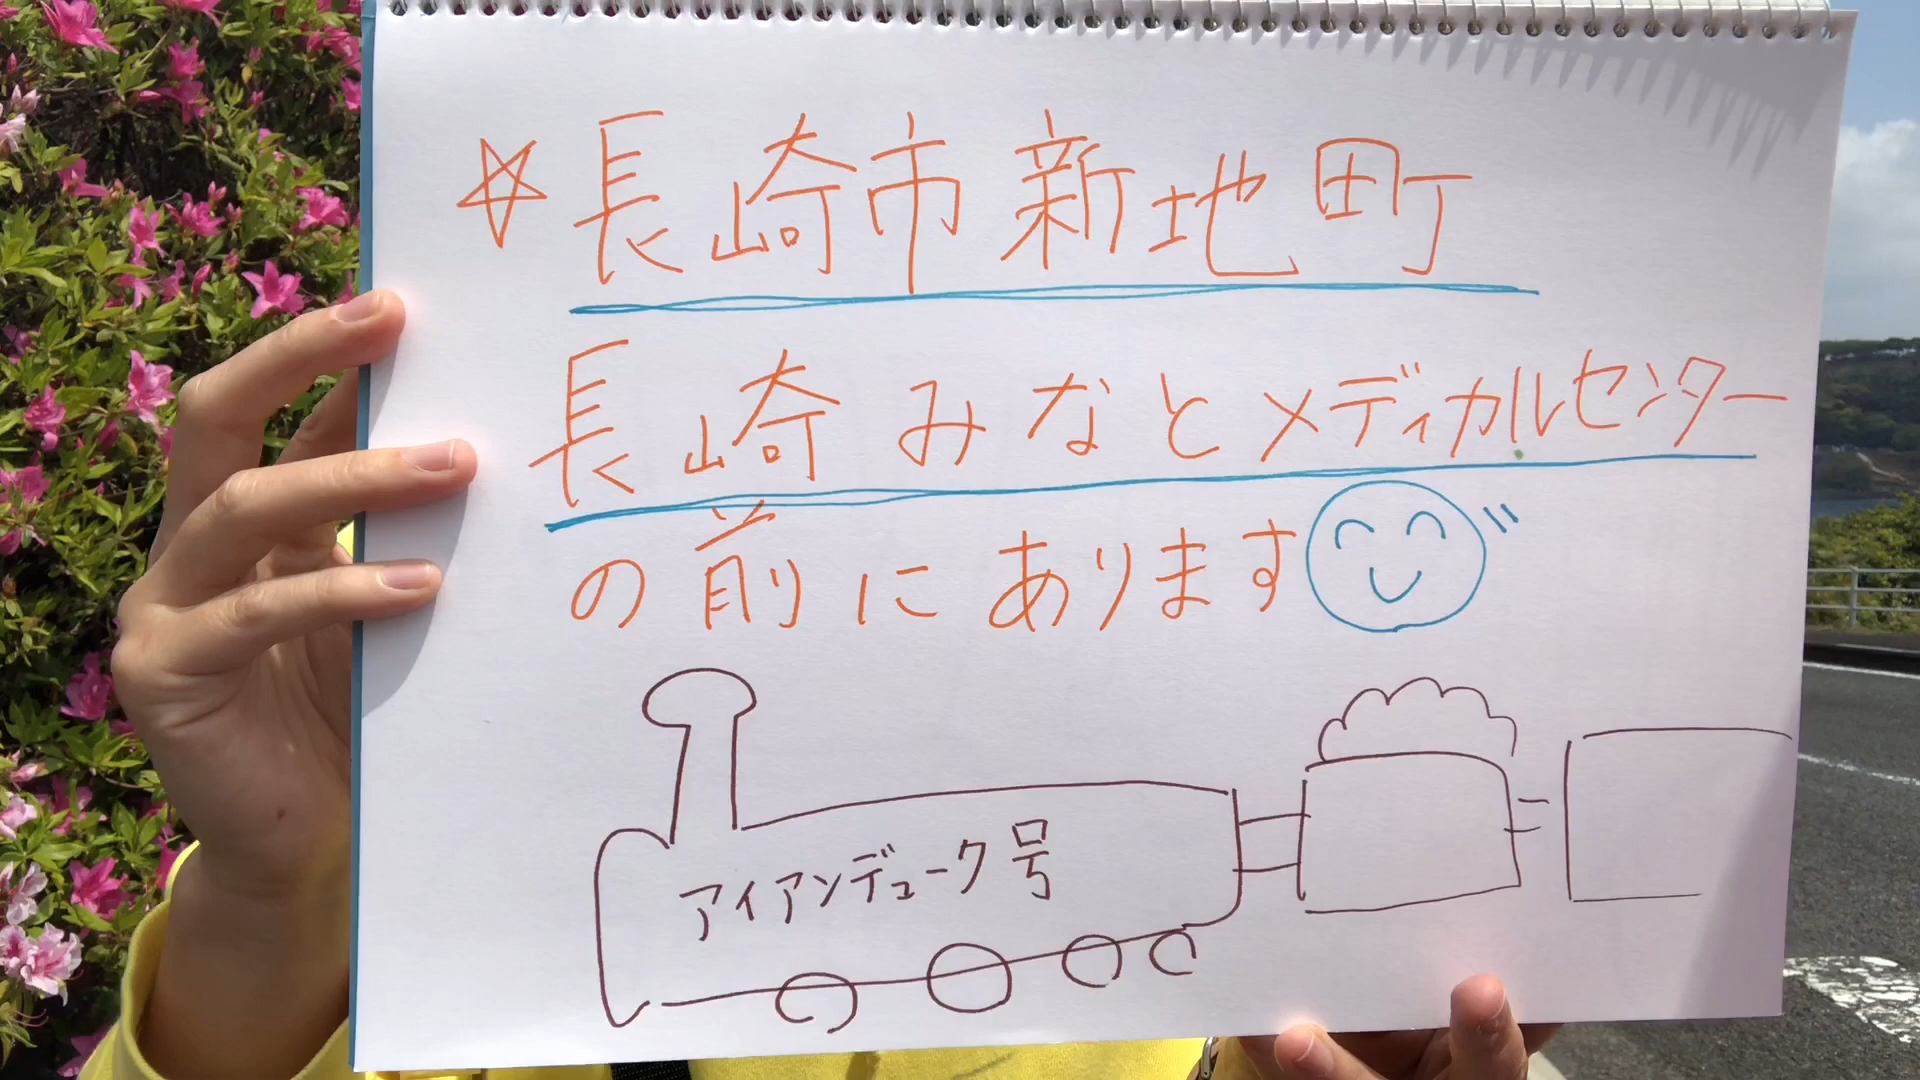 ☆長崎市新地町
長崎みなとメディカルセンター
の前にあります
アイアンデューク号